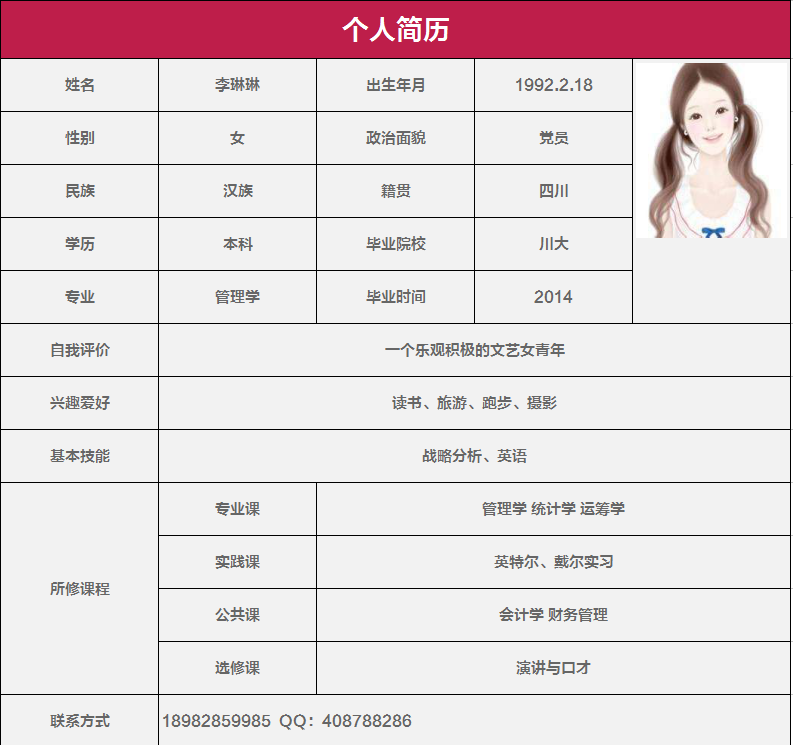 个人简历
姓名 李琳琳 出生年月 1992.2.18
性别 女 政治面貌 党员
民族 汉族 籍贯 四川
学历 本科 毕业院校 川大
专业 管理学 毕业时间 2014
自我评价 一个乐观积极的文艺女青年
兴趣爱好 读书、旅游、跑步、摄影
基本技能 战略分析、英语
所修课程
专业课 管理学 统计学 运筹学
实践课 英特尔、戴尔实习
公共课 会计学 财务管理
选修课 演讲与口才
联系方式 18982859985 QQ：408788286